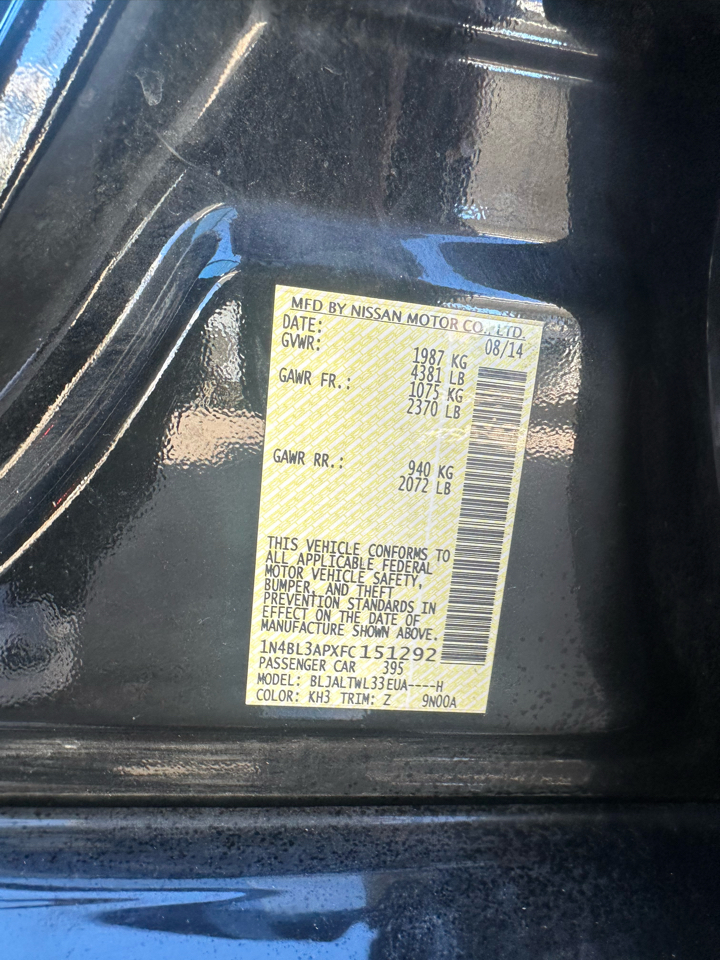 MFD BY NISSAN MOTOR CO., LTD.
DATE: 08/14
GVWR: 1987 KG
4381 LB
GAWR FR.: 1075 KG
2370 LB
GAWR RR.: 940 KG
2072 LB
THIS VEHICLE CONFORMS TO
ALL APPLICABLE FEDERAL
MOTOR VEHICLE SAFETY,
BUMPER, AND THEFT
PREVENTION STANDARDS IN
EFFECT ON THE DATE OF
MANUFACTURE SHOWN ABOVE.
1N4BL3APXFC151292
PASSENGER CAR 395
MODEL: BLJALTWL33EUA----H
COLOR: KH3 TRIM: Z 9N00A